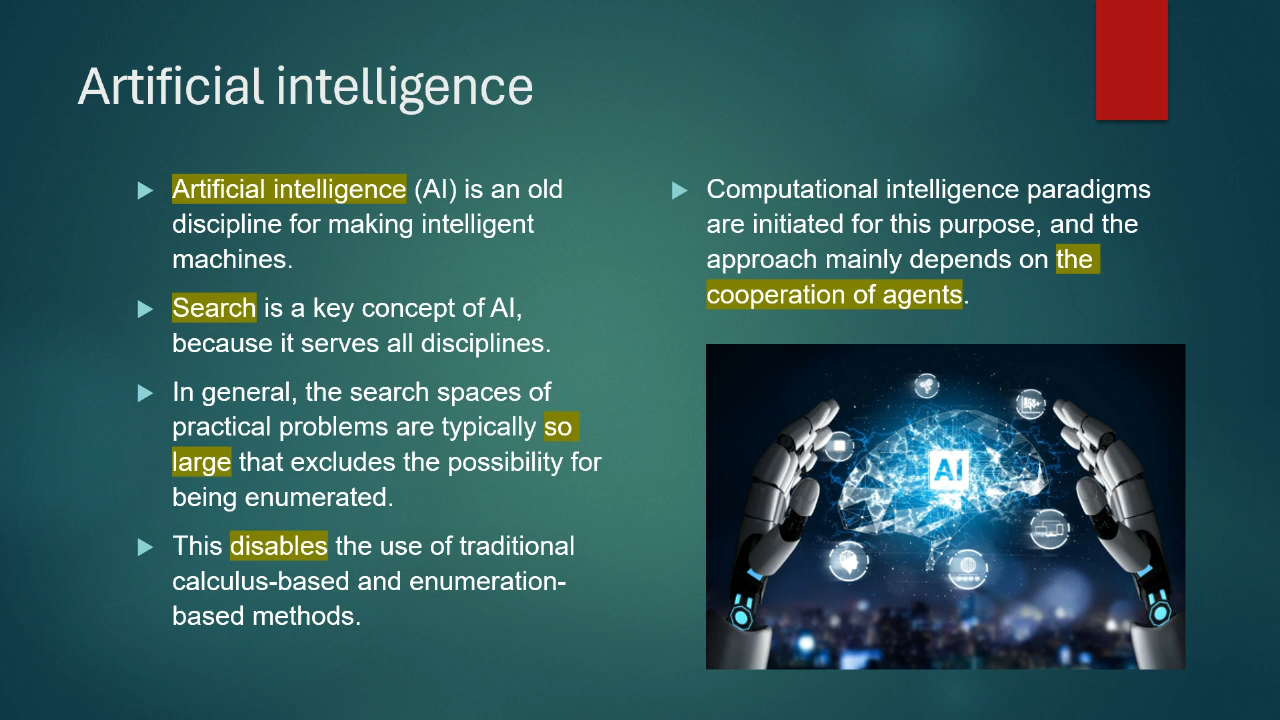 Artificial intelligence
Artificial intelligence (AI) is an old
discipline for making intelligent
machines.
Search is a key concept of AI,
because it serves all disciplines.
In general, the search spaces of
practical problems are typically so
large that excludes the possibility for
being enumerated.
This disables the use of traditional
calculus-based and enumeration-
based methods.
Computational intelligence paradigms
are initiated for this purpose, and the
approach mainly depends on the
cooperation of agents.
AI